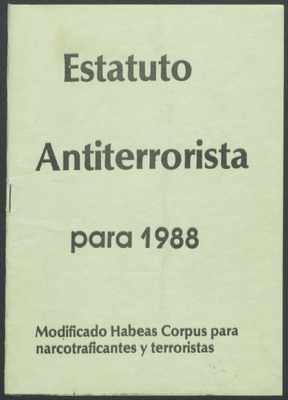 Estatuto
Antiterrorista
para 1988
Modificado Habeas Corpus para
narcotraficantes y terroristas